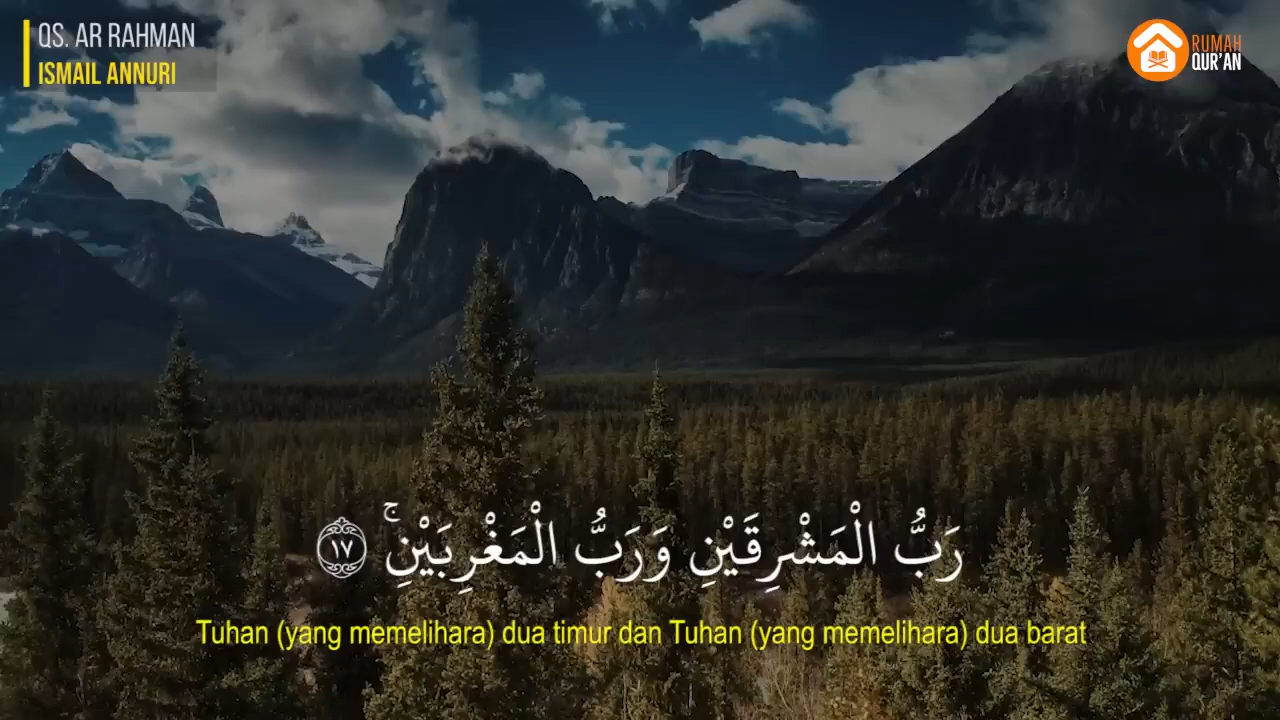 QS. AR RAHMAN
ISMAIL ANNURI
RUMAH
QUR'AN
رَبُّ الْمَشْرِقَيْنِ وَرَبُّ الْمَغْرِبَيْنِۚ ١٧
Tuhan (yang memelihara) dua timur dan Tuhan (yang memelihara) dua barat